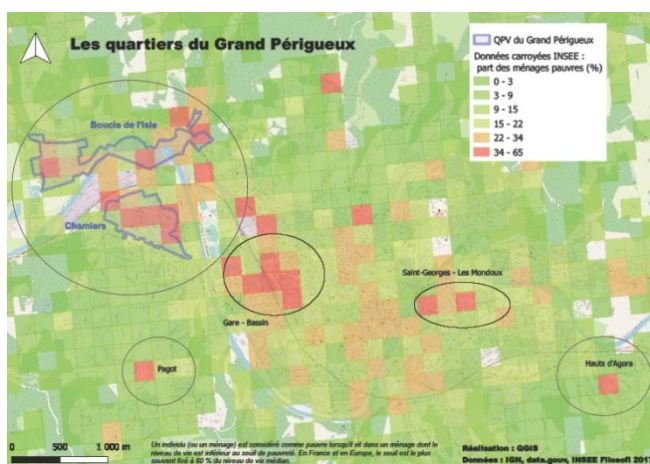 Les quartiers du Grand Périgueux
QPV du Grand Périgueux
Données carroyées INSEE :
part des ménages pauvres (%)
0 - 3
3 - 9
9 - 15
15 - 22
22 - 34
34 - 65
Boucle de l'Isle
Chamiers
Saint-Georges - Les Mondoux
Gare - Bassin
Pagot
Hauts d'Agora
0 500 1 000 m
Un individu (ou un ménage) est considéré comme pauvre lorsqu'il vit dans un ménage dont le
niveau de vie est inférieur au seuil de pauvreté. En France et en Europe, le seuil est le plus
souvent fixé à 60 % du niveau de vie médian.
Réalisation : QGIS
Données : IGN, data.gouv, INSEE Filosofi 2017